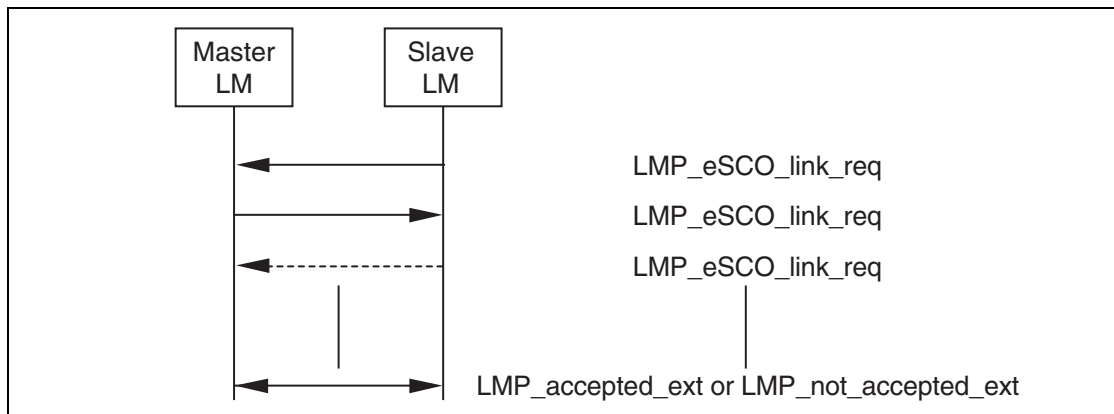 Master
LM
Slave
LM
LMP_eSCO_link_req
LMP_eSCO_link_req
LMP_eSCO_link_req
LMP_accepted_ext or LMP_not_accepted_ext